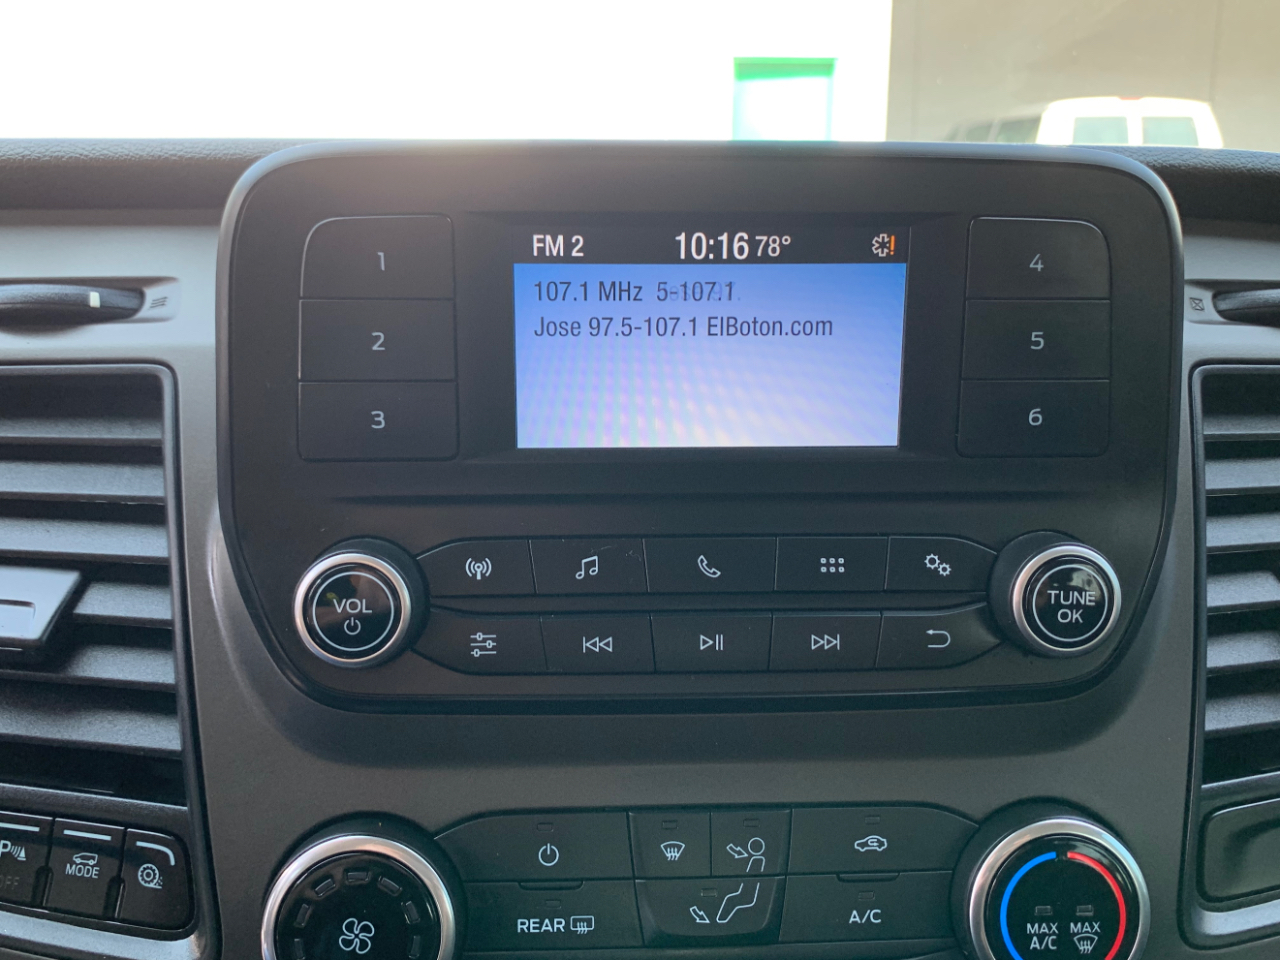 FM 2 10:16 78°
107.1 MHz 5-107.1.
Jose 97.5-107.1 ElBoton.com
1
2
3
4
5
6
VOL
TUNE
OK
MODE
OFF
REAR
A/C
MAX
A/C
MAX